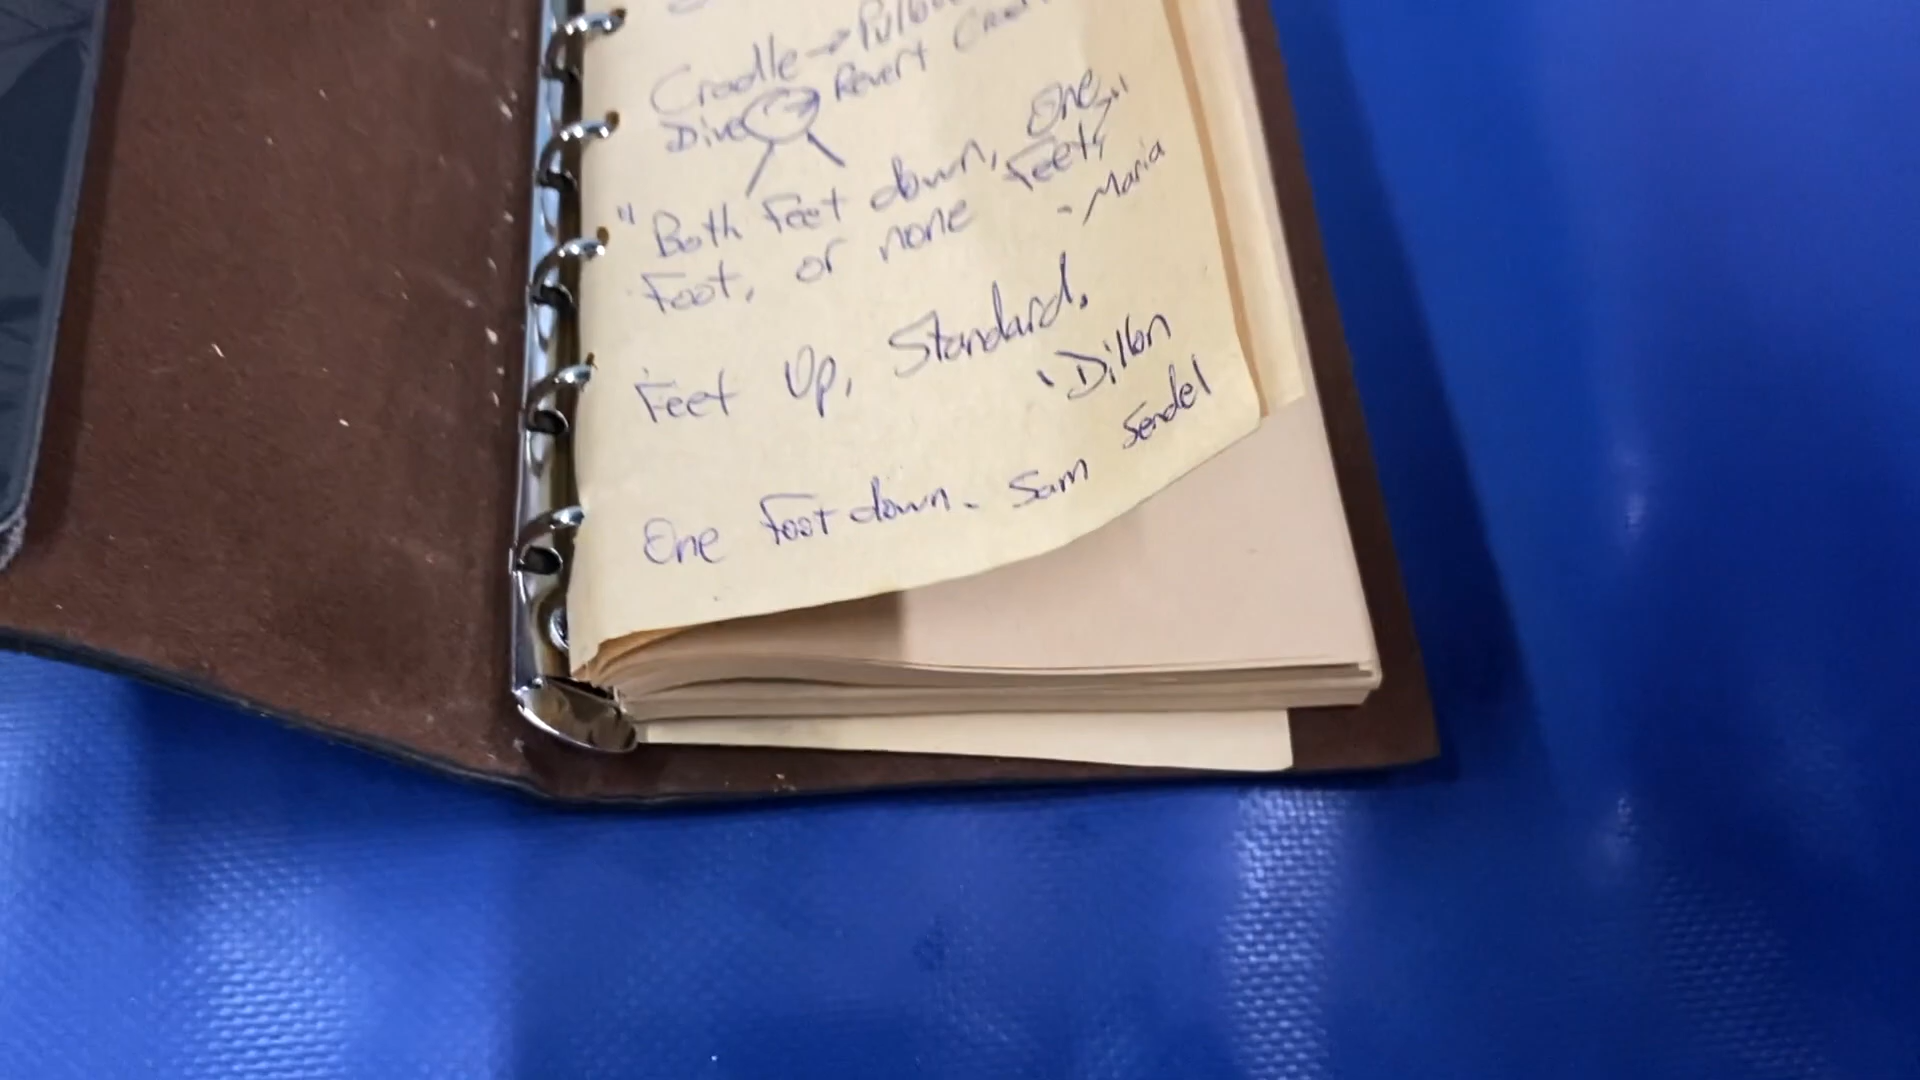 Cradle →
Dive Revert
"Both Feet down, One
Foot, or none Feet," 
- Maria
Feet Up, Standard.
- Dillon
Sendel
One Foot down. Sam